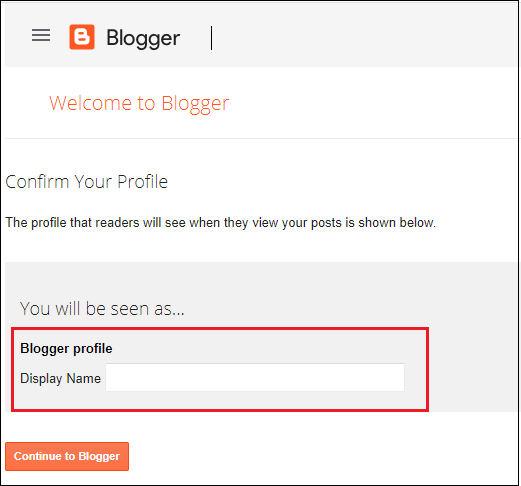 Blogger
Welcome to Blogger
Confirm Your Profile
The profile that readers will see when they view your posts is shown below.
You will be seen as...
Blogger profile
Display Name
Continue to Blogger